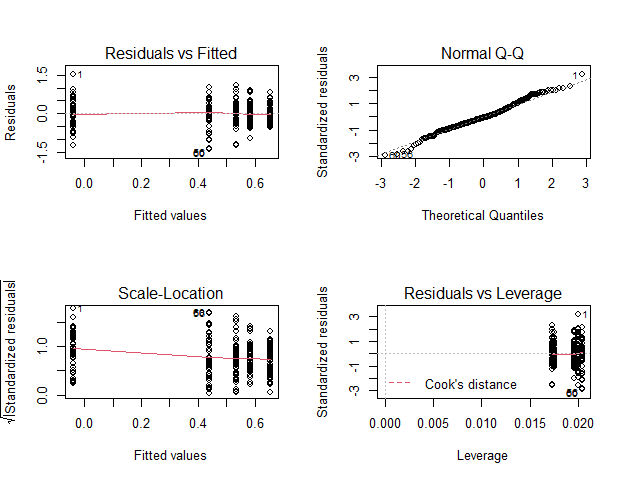 Residuals vs Fitted
Residuals
1.5
0.0
-1.5
1
0.0 0.2 0.4 0.6
Fitted values
Normal Q-Q
Standardized residuals
3
1
-1
-3
1
-3 -2 -1 0 1 2 3
Theoretical Quantiles
Scale-Location
√|Standardized residuals|
1.0
0.0
1
0.0 0.2 0.4 0.6
Fitted values
Residuals vs Leverage
Standardized residuals
3
1
-1
-3
1
Cook's distance
0.000 0.005 0.010 0.015 0.020
Leverage